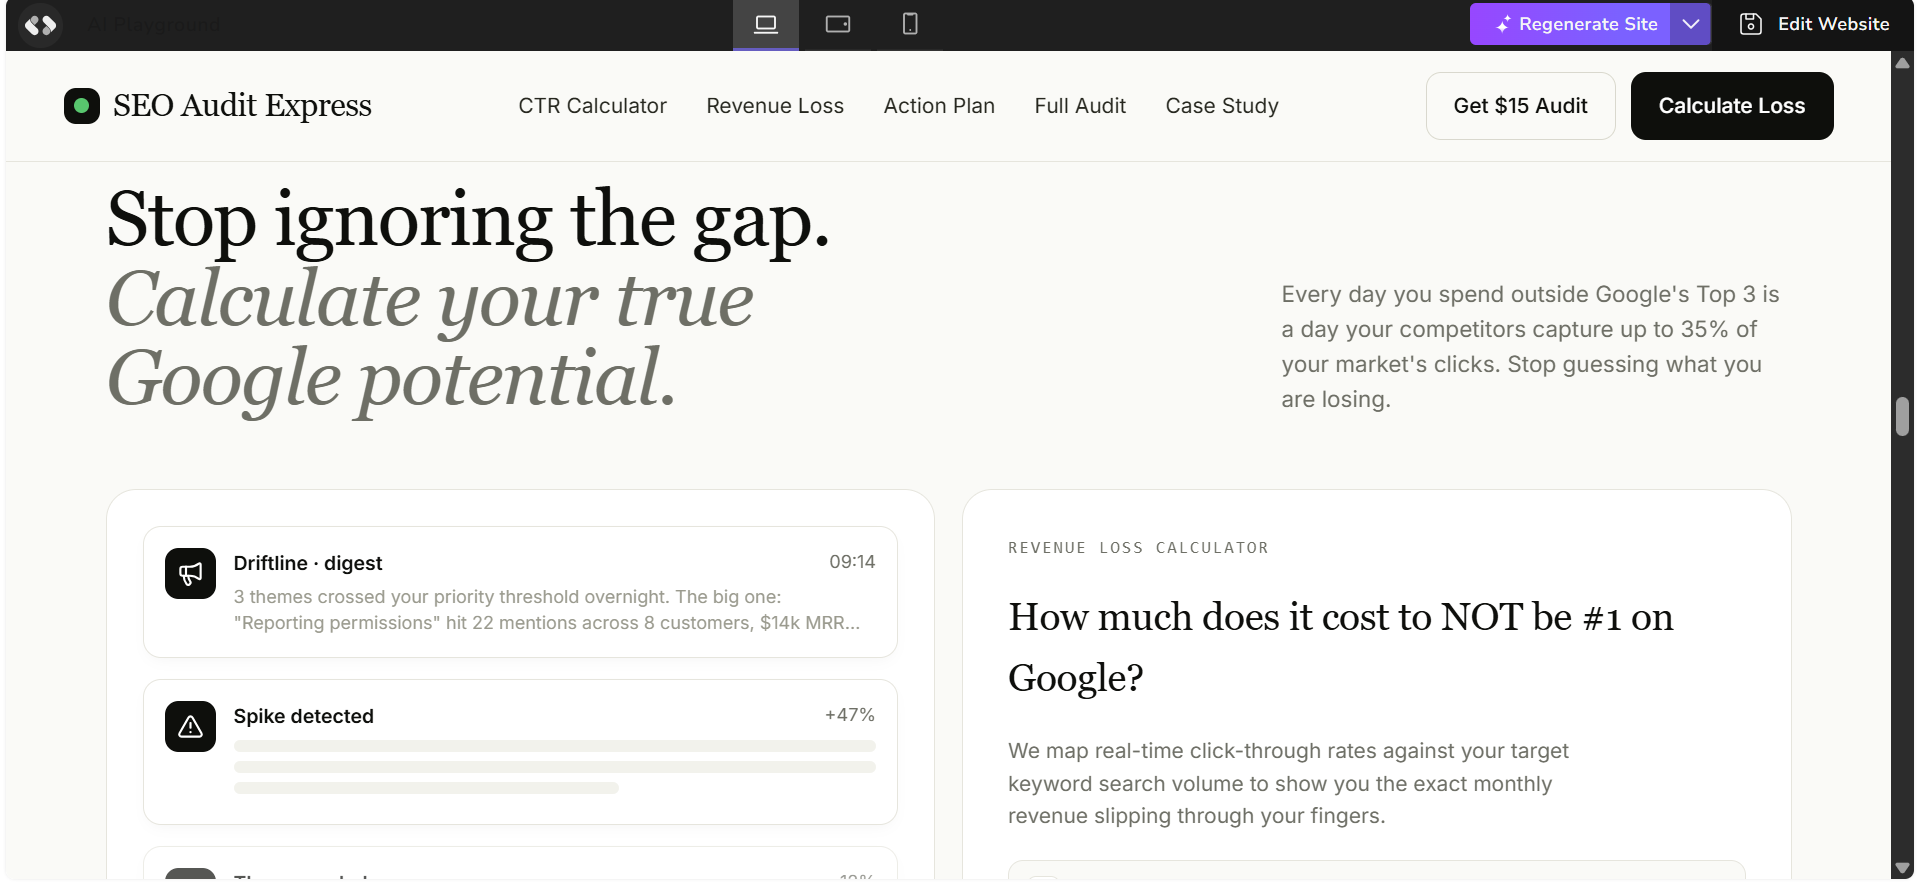 AI Playground
Regenerate Site
Edit Website
SEO Audit Express
CTR Calculator
Revenue Loss
Action Plan
Full Audit
Case Study
Get $15 Audit
Calculate Loss
Stop ignoring the gap.
Calculate your true
Google potential.
Every day you spend outside Google's Top 3 is
a day your competitors capture up to 35% of
your market's clicks. Stop guessing what you
are losing.
Driftline · digest
09:14
3 themes crossed your priority threshold overnight. The big one:
"Reporting permissions" hit 22 mentions across 8 customers, $14k MRR...
Spike detected
+47%
REVENUE LOSS CALCULATOR
How much does it cost to NOT be #1 on
Google?
We map real-time click-through rates against your target
keyword search volume to show you the exact monthly
revenue slipping through your fingers.